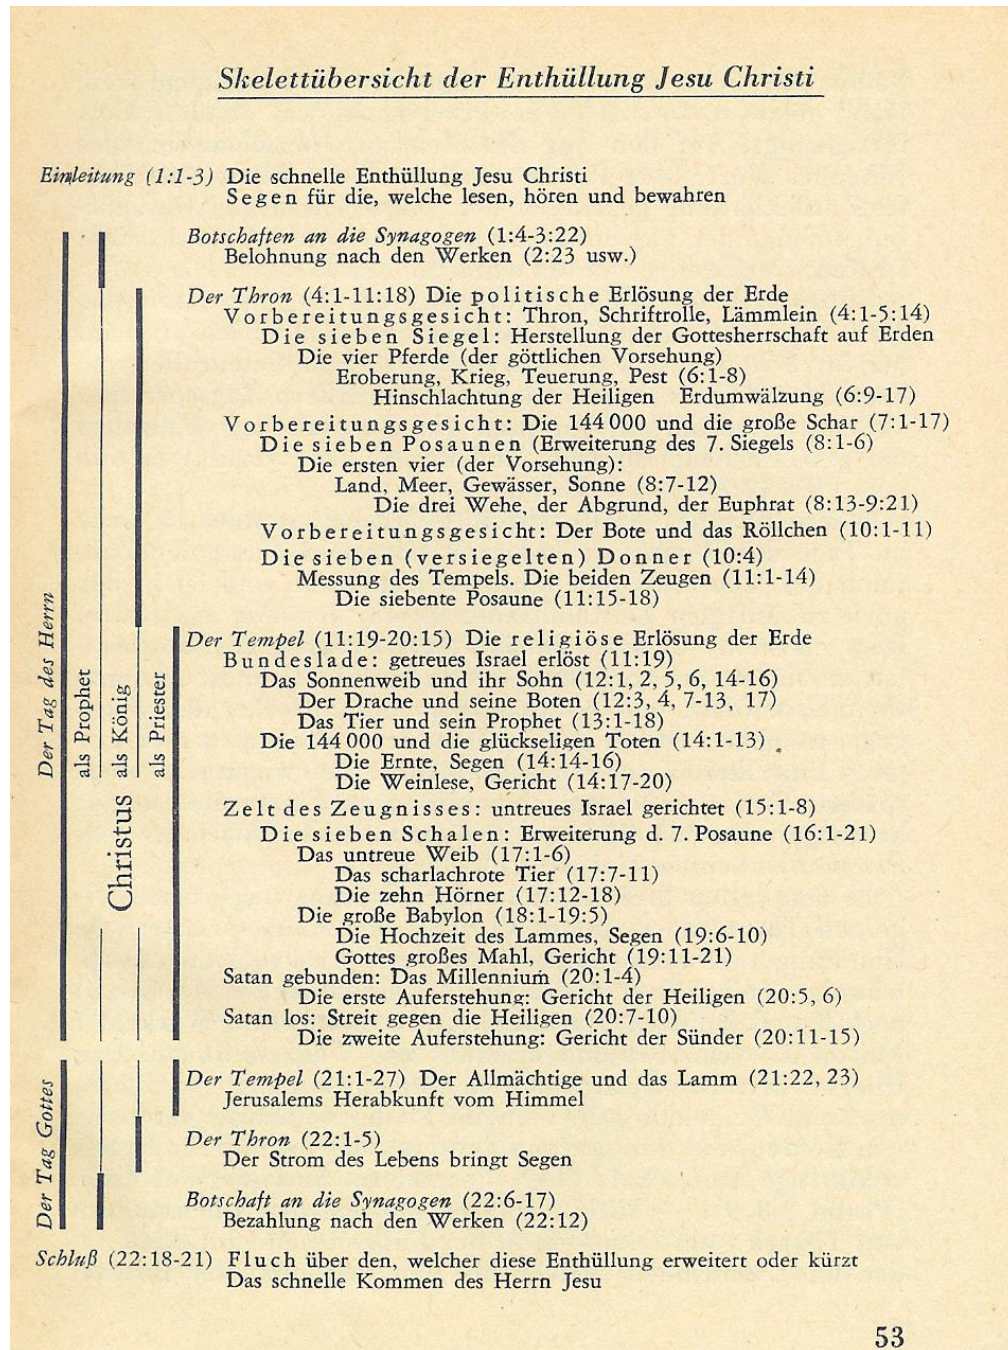 Skelettübersicht der Enthüllung Jesu Christi
Einleitung (1:1-3) Die schnelle Enthüllung Jesu Christi
Segen für die, welche lesen, hören und bewahren
Botschaften an die Synagogen (1:4-3:22)
Belohnung nach den Werken (2:23 usw.)
Der Thron (4:1-11:18) Die politische Erlösung der Erde
Vorbereitungsgesicht: Thron, Schriftrolle, Lämmlein (4:1-5:14)
Die sieben Siegel: Herstellung der Gottesherrschaft auf Erden
Die vier Pferde (der göttlichen Vorsehung)
Eroberung, Krieg, Teuerung, Pest (6:1-8)
Hinschlachtung der Heiligen Erdumwälzung (6:9-17)
Vorbereitungsgesicht: Die 144 000 und die große Schar (7:1-17)
Die sieben Posaunen (Erweiterung des 7. Siegels (8:1-6)
Die ersten vier (der Vorsehung):
Land, Meer, Gewässer, Sonne (8:7-12)
Die drei Wehe, der Abgrund, der Euphrat (8:13-9:21)
Vorbereitungsgesicht: Der Bote und das Röllchen (10:1-11)
Die sieben (versiegelten) Donner (10:4)
Messung des Tempels. Die beiden Zeugen (11:1-14)
Die siebente Posaune (11:15-18)
Der Tempel (11:19-20:15) Die religiöse Erlösung der Erde
Bundeslade: getreues Israel erlöst (11:19)
Das Sonnenweib und ihr Sohn (12:1, 2, 5, 6, 14-16)
Der Drache und seine Boten (12:3, 4, 7-13, 17)
Das Tier und sein Prophet (13:1-18)
Die 144 000 und die glückseligen Toten (14:1-13)
Die Ernte, Segen (14:14-16)
Die Weinlese, Gericht (14:17-20)
Zelt des Zeugnisses: untreues Israel gerichtet (15:1-8)
Die sieben Schalen: Erweiterung d. 7. Posaune (16:1-21)
Das untreue Weib (17:1-6)
Das scharlachrote Tier (17:7-11)
Die zehn Hörner (17:12-18)
Die große Babylon (18:1-19:5)
Die Hochzeit des Lammes, Segen (19:6-10)
Gottes großes Mahl, Gericht (19:11-21)
Satan gebunden: Das Millennium (20:1-4)
Die erste Auferstehung: Gericht der Heiligen (20:5, 6)
Satan los: Streit gegen die Heiligen (20:7-10)
Die zweite Auferstehung: Gericht der Sünder (20:11-15)
Der Tempel (21:1-27) Der Allmächtige und das Lamm (21:22, 23)
Jerusalems Herabkunft vom Himmel
Der Thron (22:1-5)
Der Strom des Lebens bringt Segen
Botschaft an die Synagogen (22:6-17)
Bezahlung nach den Werken (22:12)
Schluß (22:18-21) Fluch über den, welcher diese Enthüllung erweitert oder kürzt
Das schnelle Kommen des Herrn Jesu
Der Tag des Herrn
als Prophet
als König
als Priester
Christus
Der Tag Gottes
53